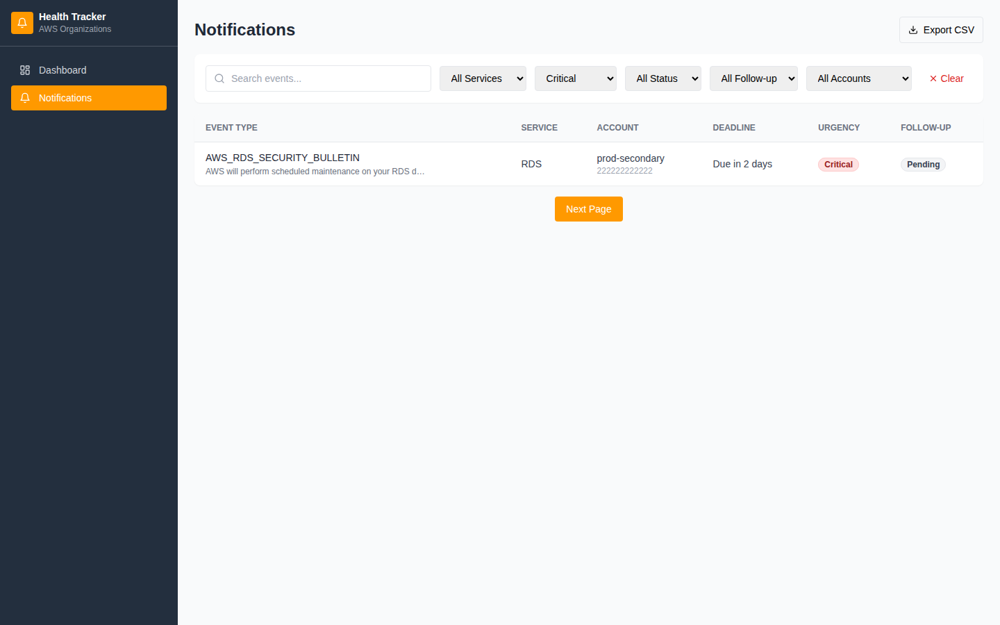 Health Tracker
AWS Organizations
Dashboard
Notifications
Notifications
Export CSV
Search events...
All Services
Critical
All Status
All Follow-up
All Accounts
Clear
EVENT TYPE SERVICE ACCOUNT DEADLINE URGENCY FOLLOW-UP
AWS_RDS_SECURITY_BULLETIN
AWS will perform scheduled maintenance on your RDS d…
RDS
prod-secondary
222222222222
Due in 2 days
Critical
Pending
Next Page